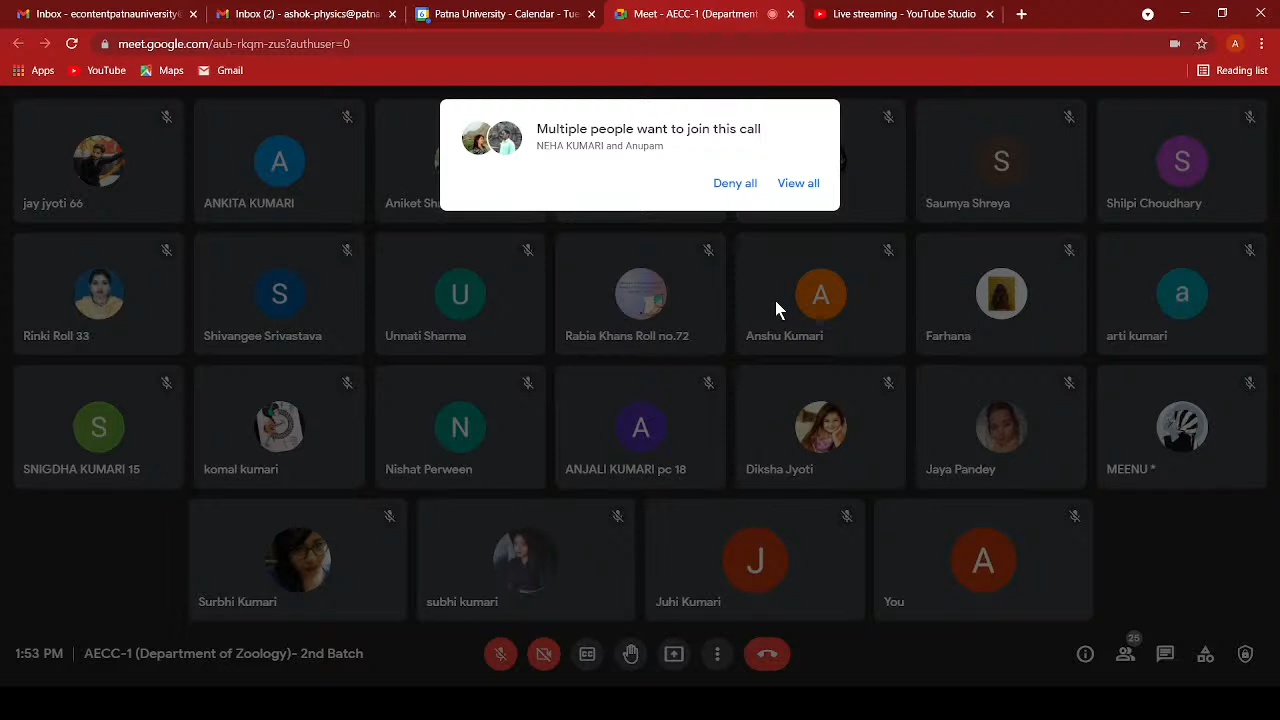 Inbox - econtentpatnauniversity@
Inbox (2) - ashok-physics@patna
Patna University - Calendar - Tue
Meet - AECC-1 (Department
Live streaming - YouTube Studio
meet.google.com/aub-rkqm-zus?authuser=0
A
Apps
YouTube
Maps
Gmail
Reading list
Multiple people want to join this call
NEHA KUMARI and Anupam
Deny all
View all
A
S
S
jay jyoti 66
ANKITA KUMARI
Aniket
Saumya Shreya
Shilpi Choudhary
S
U
A
a
Rinki Roll 33
Shivangee Srivastava
Unnati Sharma
Rabia Khans Roll no.72
Anshu Kumari
Farhana
arti kumari
S
N
A
SNIGDHA KUMARI 15
komal kumari
Nishat Perween
ANJALI KUMARI pc 18
Diksha Jyoti
Jaya Pandey
MEENU *
J
A
Surbhi Kumari
subhi kumari
Juhi Kumari
You
1:53 PM
AECC-1 (Department of Zoology)- 2nd Batch
CC
25